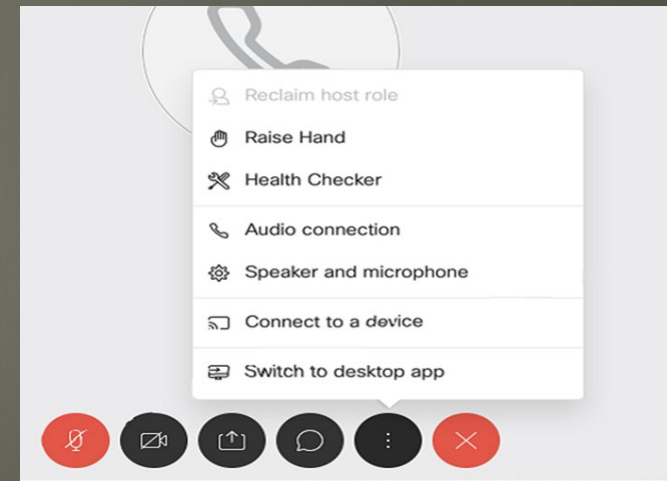 Reclaim host role
Raise Hand
Health Checker
Audio connection
Speaker and microphone
Connect to a device
Switch to desktop app